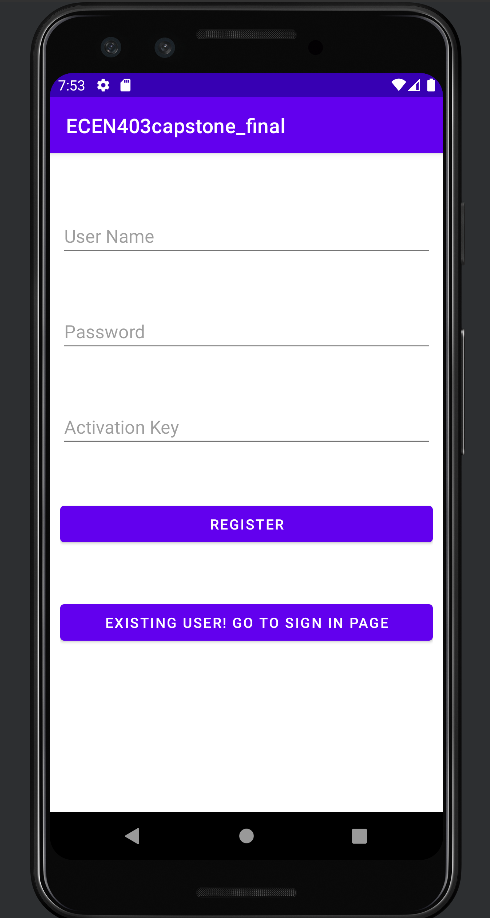 7:53
ECEN403capstone_final
User Name
Password
Activation Key
REGISTER
EXISTING USER! GO TO SIGN IN PAGE